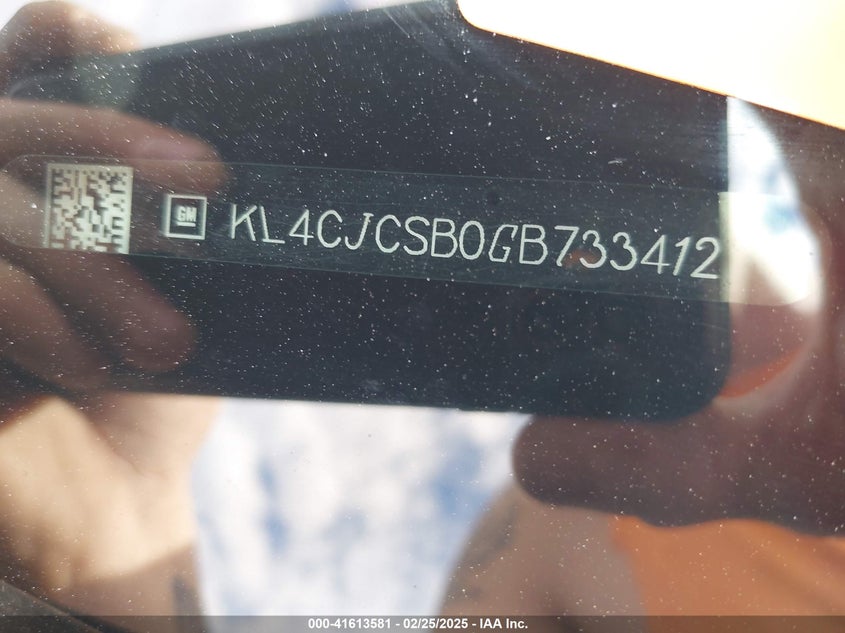 GM KL4CJCSB0GB733412
000-41613581 - 02/25/2025 - IAA Inc.